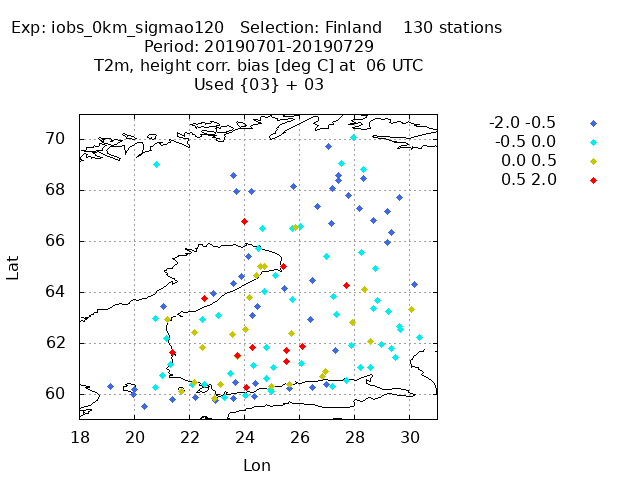 Exp: iobs_0km_sigmao120   Selection: Finland    130 stations
Period: 20190701-20190729
T2m, height corr. bias [deg C] at  06 UTC
Used {03} + 03
-2.0 -0.5
-0.5 0.0
0.0 0.5
0.5 2.0
70
68
66
64
62
60
Lat
18 20 22 24 26 28 30
Lon